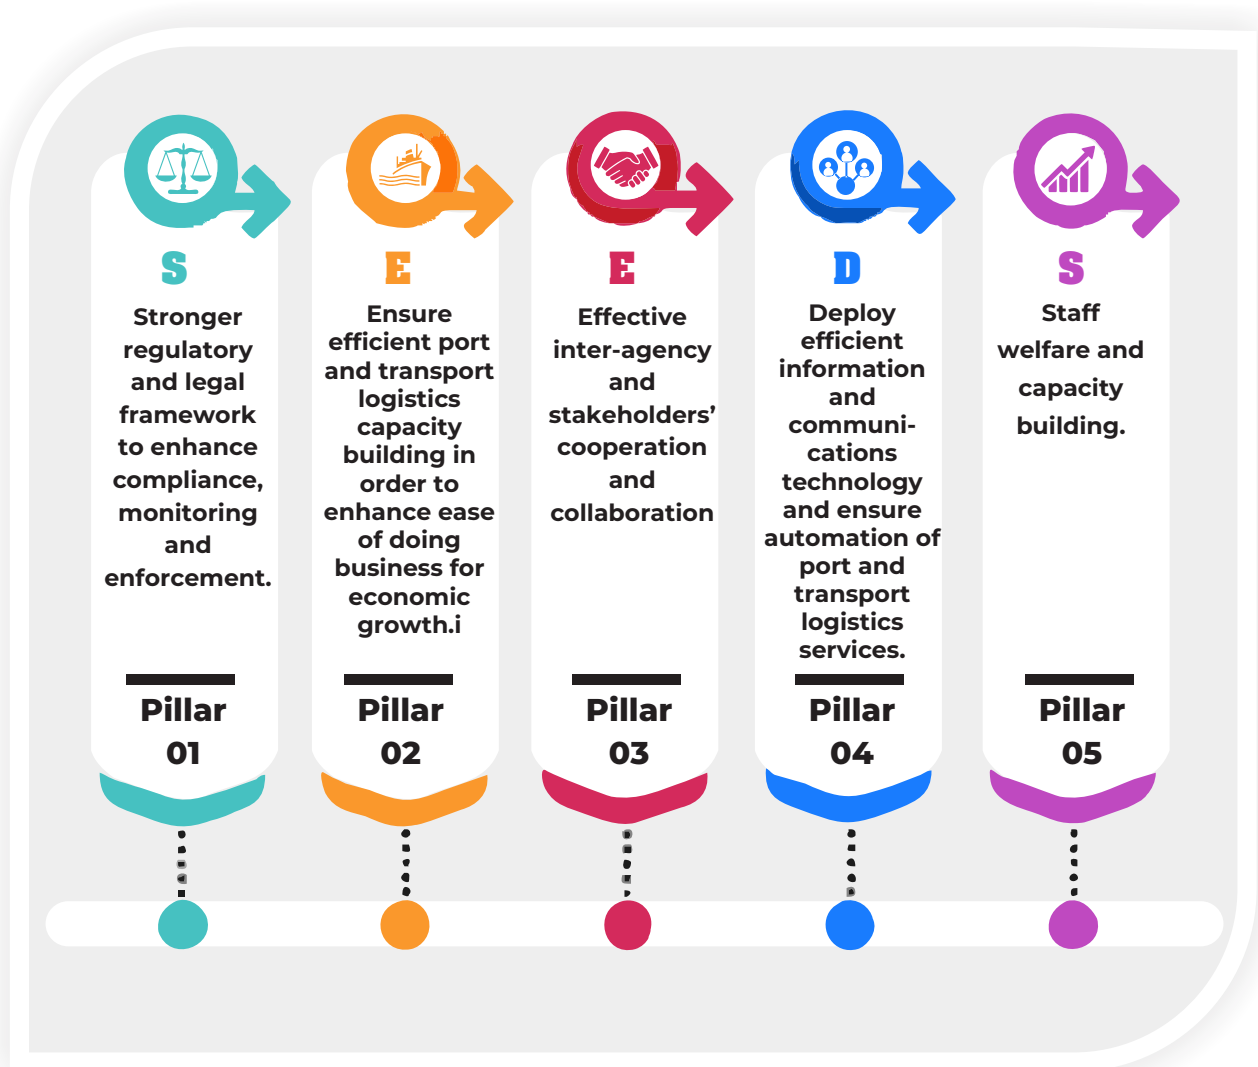 S
Stronger
regulatory
and legal
framework
to enhance
compliance,
monitoring
and
enforcement.
Pillar
01
E
Ensure
efficient port
and transport
logistics
capacity
building in
order to
enhance ease
of doing
business for
economic
growth.i
Pillar
02
E
Effective
inter-agency
and
stakeholders’
cooperation
and
collaboration
Pillar
03
D
Deploy
efficient
information
and
communi-
cations
technology
and ensure
automation of
port and
transport
logistics
services.
Pillar
04
S
Staff
welfare and
capacity
building.
Pillar
05